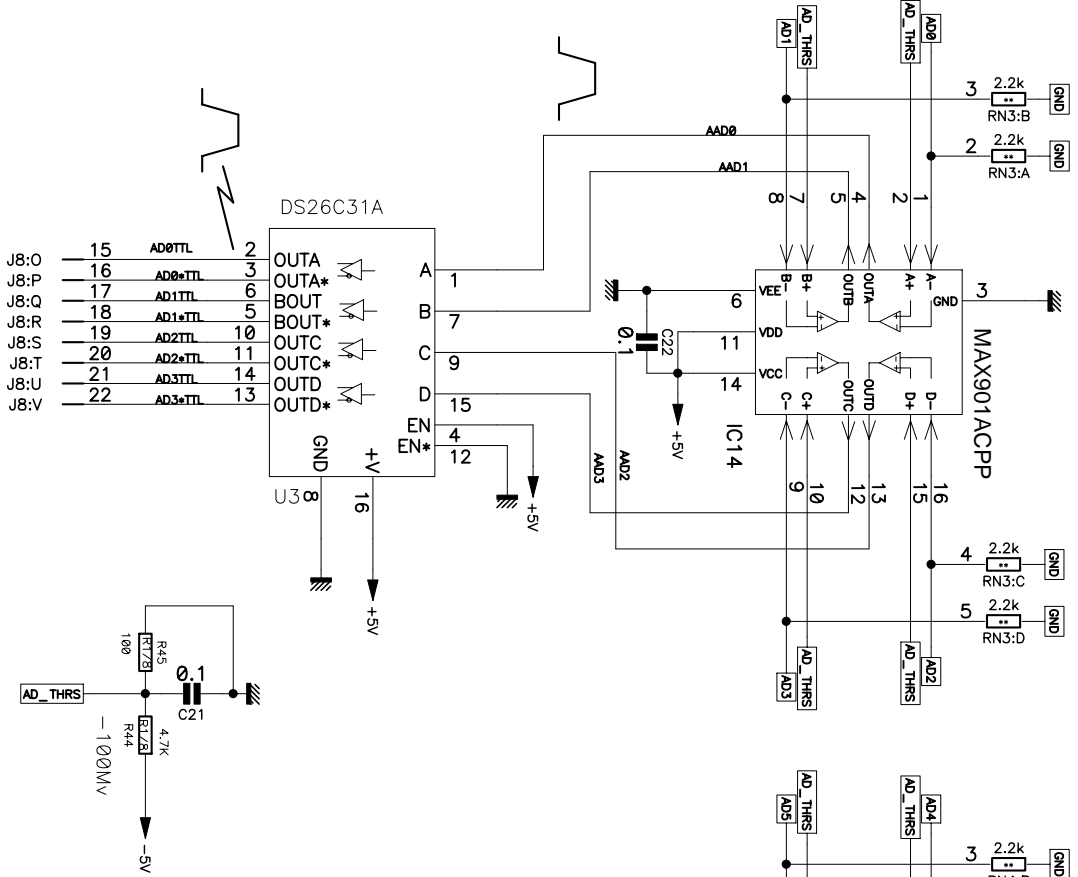 AD1
AD_THRS
AD_THRS
AD0
3
2.2k
**
RN3:B
GND
2
2.2k
**
RN3:A
GND
AAD0
AAD1
8
7
5
4
2
1
DS26C31A
J8:O
15
AD0TTL
2
OUTA
J8:P
16
AD0*TTL
3
OUTA*
J8:Q
17
AD1TTL
6
BOUT
J8:R
18
AD1*TTL
5
BOUT*
J8:S
19
AD2TTL
10
OUTC
J8:T
20
AD2*TTL
11
OUTC*
J8:U
21
AD3TTL
14
OUTD
J8:V
22
AD3*TTL
13
OUTD*
A
1
B
7
C
9
D
15
EN
4
EN*
12
GND
+V
U3
8
16
+5V
+5V
B-
B+
OUTB
OUTA
A+
A-
GND
3
6
VEE
11
VDD
14
VCC
C-
C+
OUTC
OUTD
D+
D-
MAX901ACPP
IC14
C22
0.1
+5V
AAD3
AAD2
9
10
12
13
15
16
4
2.2k
**
RN3:C
GND
5
2.2k
**
RN3:D
GND
AD3
AD_THRS
AD_THRS
AD2
R45
R1/8
100
0.1
C21
AD_THRS
4.7K
R1/8
R44
-100Mv
-5V
AD5
AD_THRS
AD_THRS
AD4
3
2.2k
**
GND